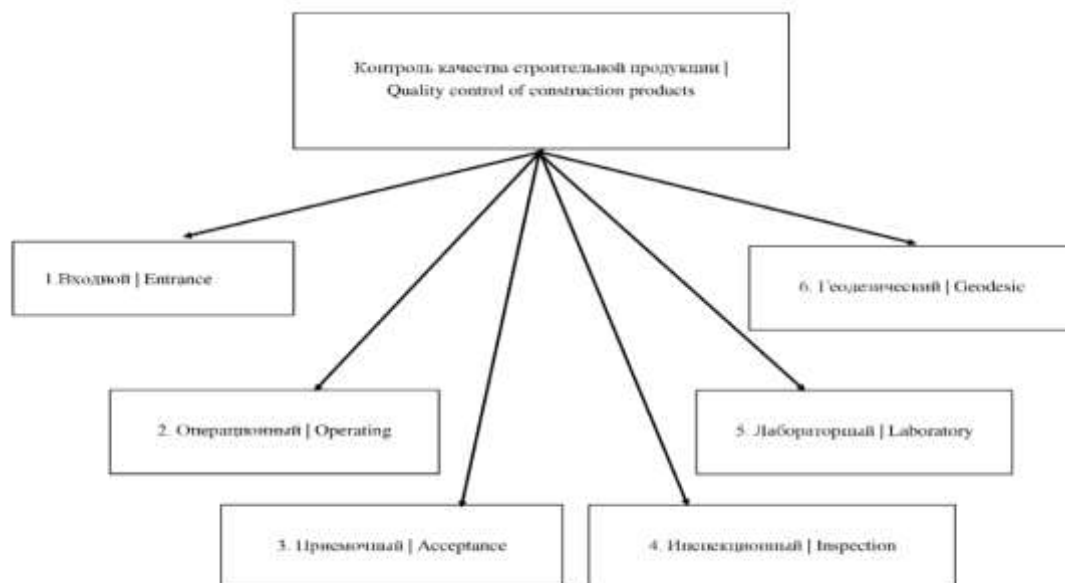 Контроль качества строительной продукции |
Quality control of construction products
1.Входной | Entrance
6. Геодезический | Geodesic
2. Операционный | Operating
5. Лабораторный | Laboratory
3. Приемочный | Acceptance
4. Инспекционный | Inspection